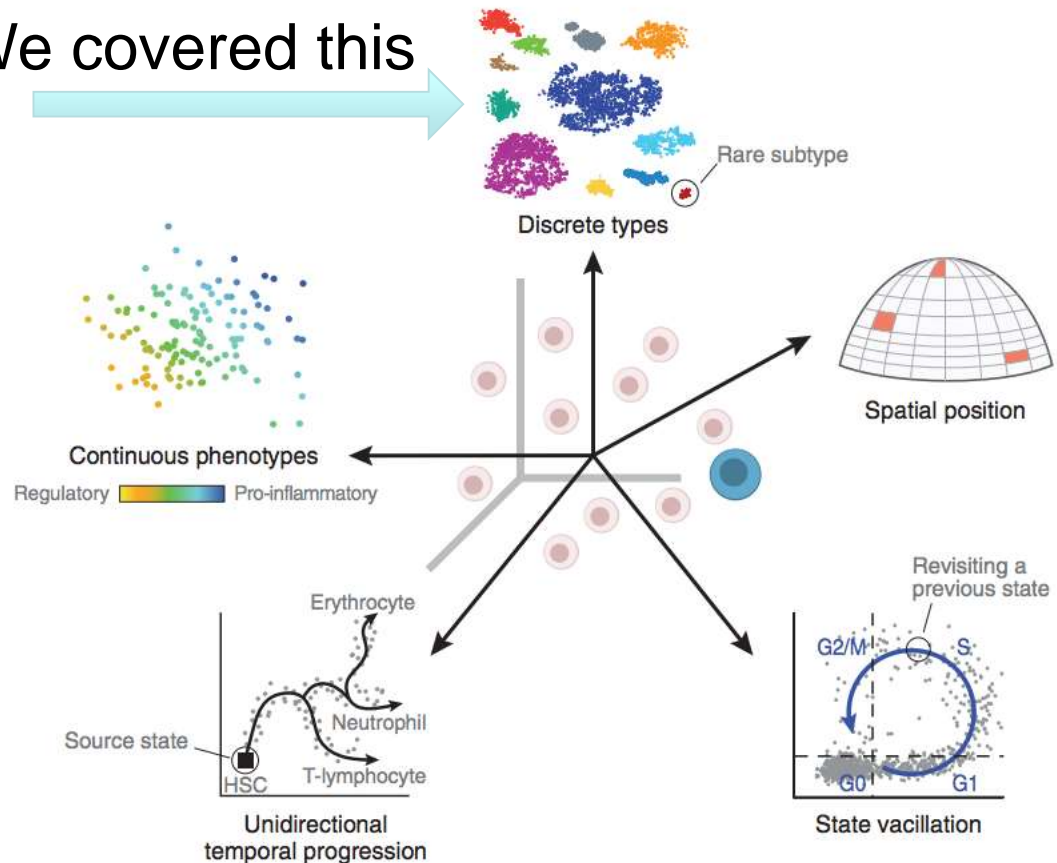 We covered this
Rare subtype
Discrete types
Spatial position
Continuous phenotypes
Regulatory Pro-inflammatory
Revisiting a
previous state
G2/M S
G0 G1
State vacillation
Erythrocyte
Neutrophil
T-lymphocyte
Source state
HSC
Unidirectional
temporal progression